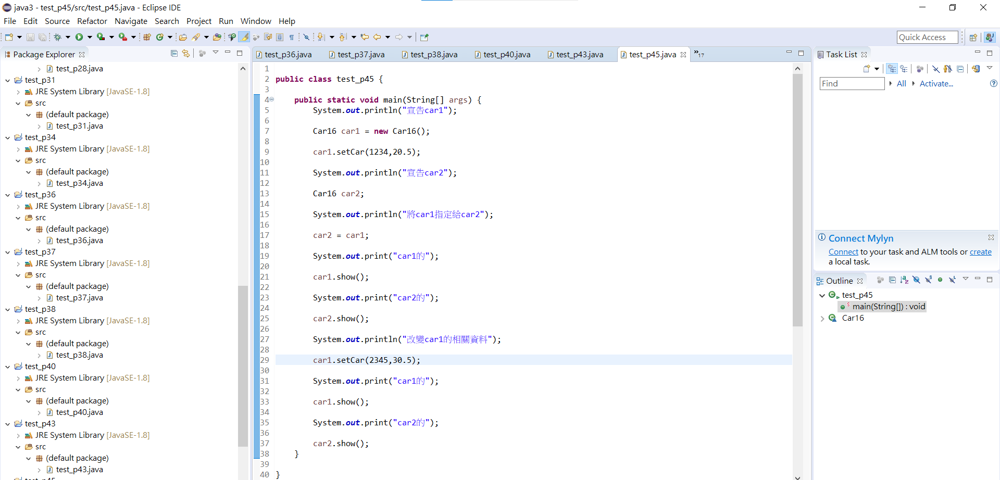 java3 - test_p45/src/test_p45.java - Eclipse IDE
File Edit Source Refactor Navigate Search Project Run Window Help
Quick Access
Package Explorer
test_p28.java
test_p31
JRE System Library [JavaSE-1.8]
src
(default package)
test_p31.java
test_p34
JRE System Library [JavaSE-1.8]
src
(default package)
test_p34.java
test_p36
JRE System Library [JavaSE-1.8]
src
(default package)
test_p36.java
test_p37
JRE System Library [JavaSE-1.8]
src
(default package)
test_p37.java
test_p38
JRE System Library [JavaSE-1.8]
src
(default package)
test_p38.java
test_p40
JRE System Library [JavaSE-1.8]
src
(default package)
test_p40.java
test_p43
JRE System Library [JavaSE-1.8]
src
(default package)
test_p43.java
test_p45
test_p36.java test_p37.java test_p38.java test_p40.java test_p43.java test_p45.java »17
1
2 public class test_p45 {
3
4 public static void main(String[] args) {
5 System.out.println("宣告car1");
6
7 Car16 car1 = new Car16();
8
9 car1.setCar(1234,20.5);
10
11 System.out.println("宣告car2");
12
13 Car16 car2;
14
15 System.out.println("將car1指定給car2");
16
17 car2 = car1;
18
19 System.out.print("car1的");
20
21 car1.show();
22
23 System.out.print("car2的");
24
25 car2.show();
26
27 System.out.println("改變car1的相關資料");
28
29 car1.setCar(2345,30.5);
30
31 System.out.print("car1的");
32
33 car1.show();
34
35 System.out.print("car2的");
36
37 car2.show();
38 }
39
40 }
Task List
Find All Activate...
Connect Mylyn
Connect to your task and ALM tools or create
a local task.
Outline
test_p45
main(String[]) : void
Car16